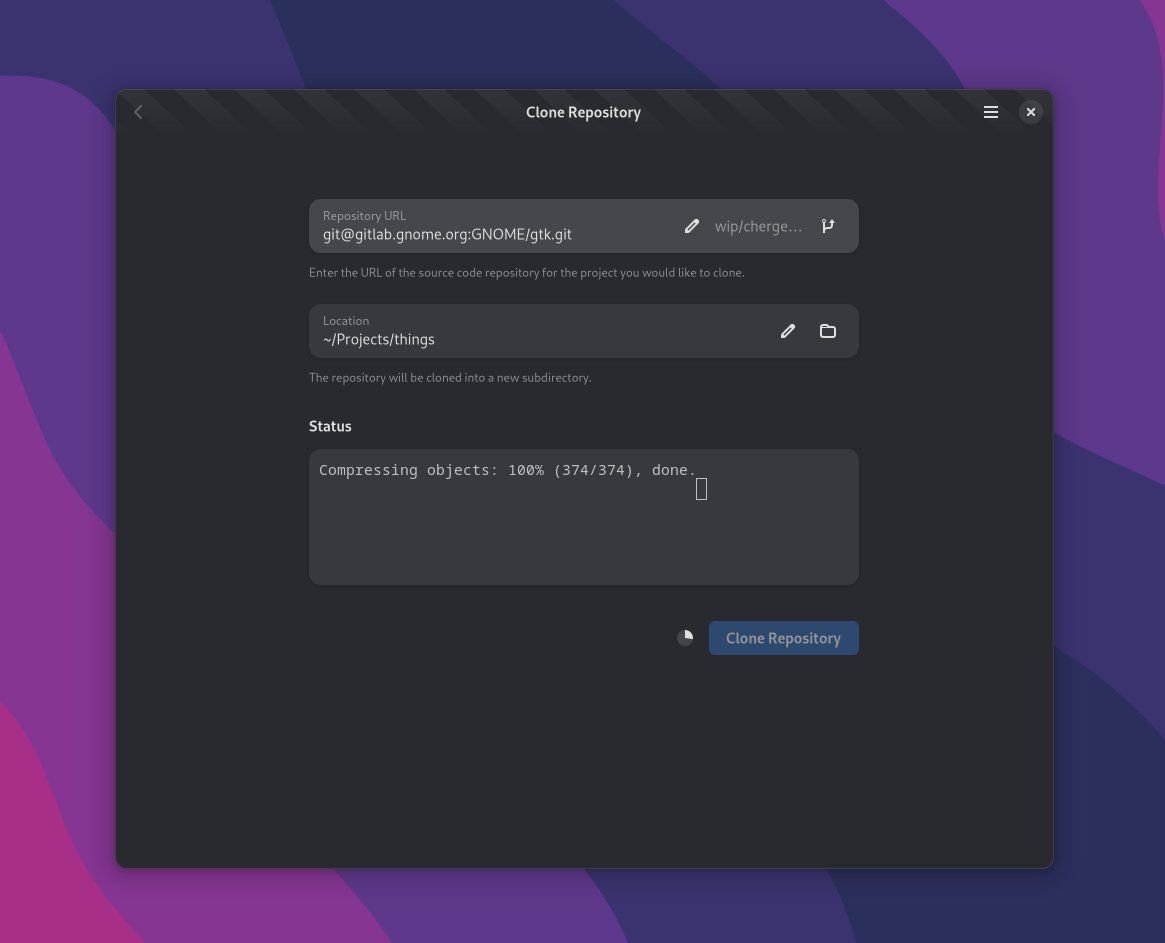 Clone Repository
Repository URL
git@gitlab.gnome.org:GNOME/gtk.git
wip/cherge…
Enter the URL of the source code repository for the project you would like to clone.
Location
~/Projects/things
The repository will be cloned into a new subdirectory.
Status
Compressing objects: 100% (374/374), done.
Clone Repository